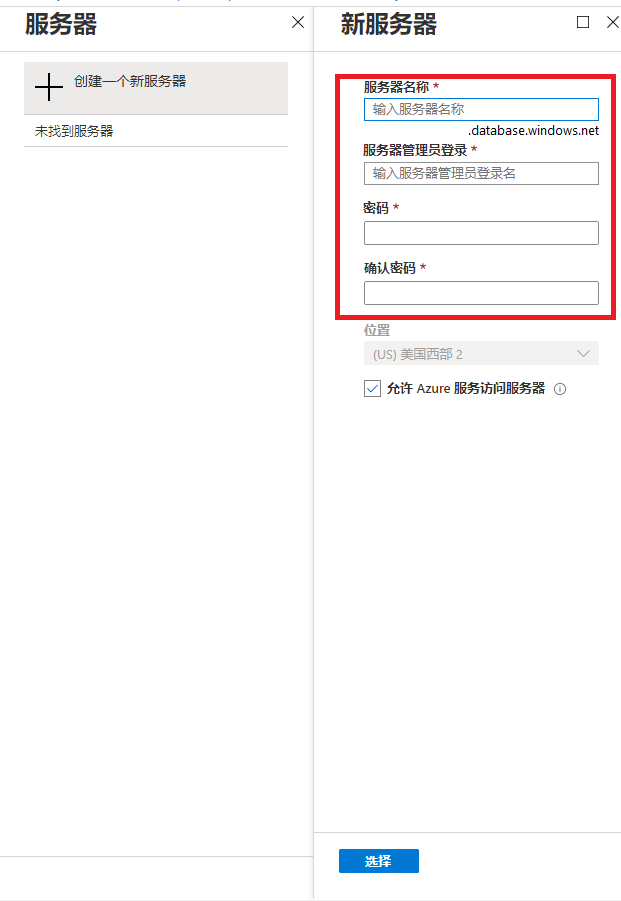 服务器
创建一个新服务器
未找到服务器
新服务器
服务器名称 *
输入服务器名称
.database.windows.net
服务器管理员登录 *
输入服务器管理员登录名
密码 *
确认密码 *
位置
(US) 美国西部 2
允许 Azure 服务访问服务器
选择